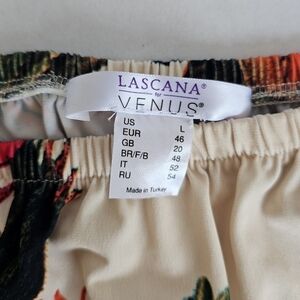 LASCANA®
for
VENUS®
US L
EUR 46
GB 20
BR/F/B 48
IT 52
RU 54
Made in Turkey